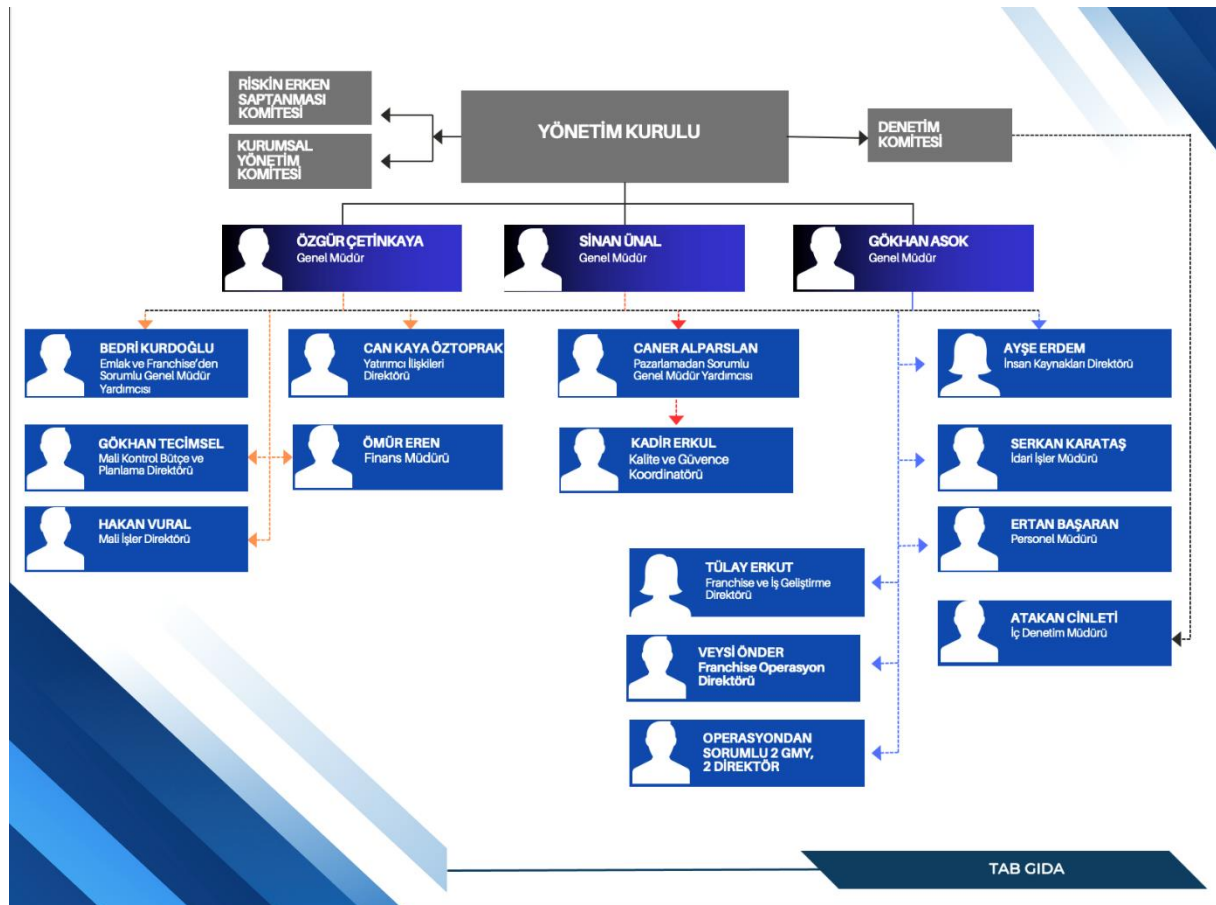 RİSKİN ERKEN
SAPTANMASI
KOMİTESİ
KURUMSAL
YÖNETİM
KOMİTESİ
YÖNETİM KURULU
DENETİM
KOMİTESİ
ÖZGÜR ÇETİNKAYA
Genel Müdür
SİNAN ÜNAL
Genel Müdür
GÖKHAN ASOK
Genel Müdür
BEDRİ KURDOĞLU
Emlak ve Franchise'den
Sorumlu Genel Müdür
Yardımcısı
CAN KAYA ÖZTOPRAK
Yatırımcı İlişkileri
Direktörü
CANER ALPARSLAN
Pazarlamadan Sorumlu
Genel Müdür Yardımcısı
AYŞE ERDEM
İnsan Kaynakları Direktörü
GÖKHAN TECİMSEL
Mali Kontrol Bütçe ve
Planlama Direktörü
ÖMÜR EREN
Finans Müdürü
KADİR ERKUL
Kalite ve Güvence
Koordinatörü
SERKAN KARATAŞ
İdari İşler Müdürü
HAKAN VURAL
Mali İşler Direktörü
ERTAN BAŞARAN
Personel Müdürü
TÜLAY ERKUT
Franchise ve İş Geliştirme
Direktörü
ATAKAN CİNLETİ
İç Denetim Müdürü
VEYSİ ÖNDER
Franchise Operasyon
Direktörü
OPERASYONDAN
SORUMLU 2 GMY,
2 DİREKTÖR
TAB GIDA